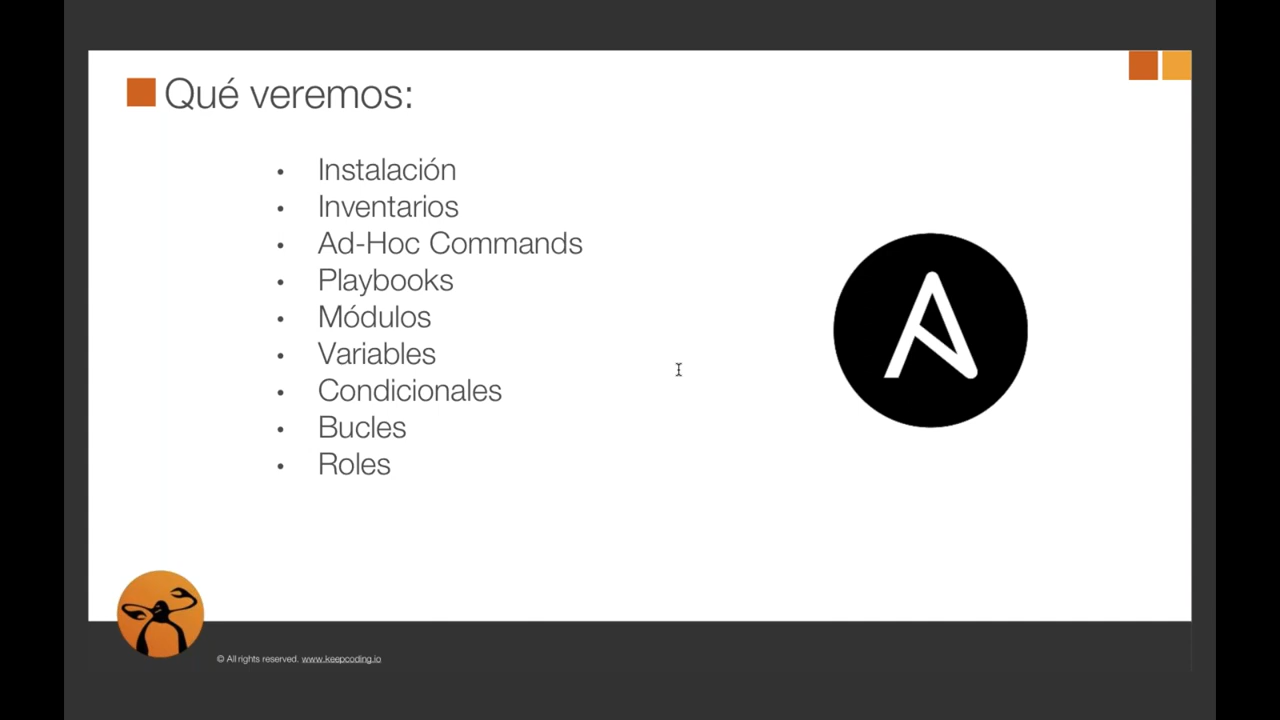 Qué veremos:
• Instalación
• Inventarios
• Ad-Hoc Commands
• Playbooks
• Módulos
• Variables
• Condicionales
• Bucles
• Roles
© All rights reserved. www.keepcoding.io